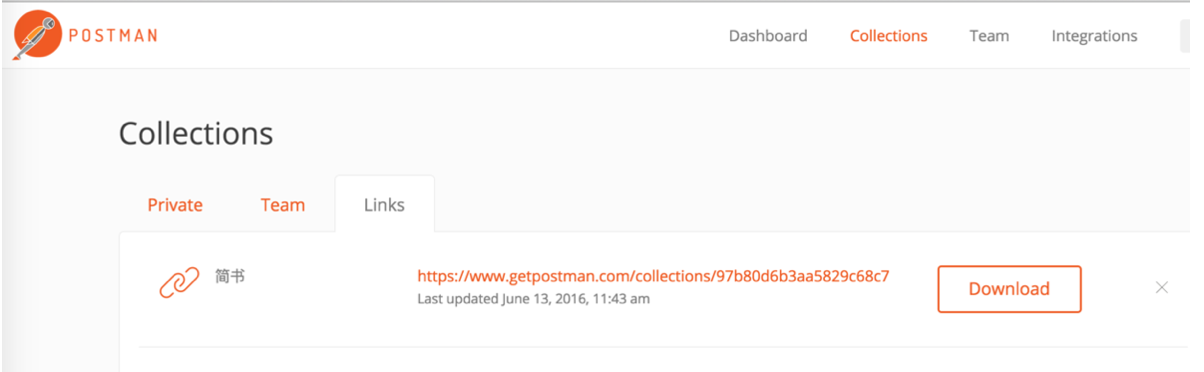 POSTMAN
Dashboard Collections Team Integrations
Collections
Private Team Links
简书
https://www.getpostman.com/collections/97b80d6b3aa5829c68c7
Last updated June 13, 2016, 11:43 am
Download